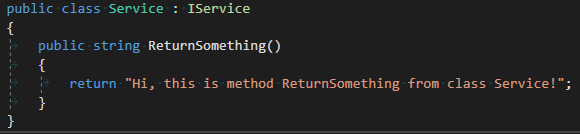 public class Service : IService
{
    public string ReturnSomething()
    {
        return "Hi, this is method ReturnSomething from class Service!";
    }
}